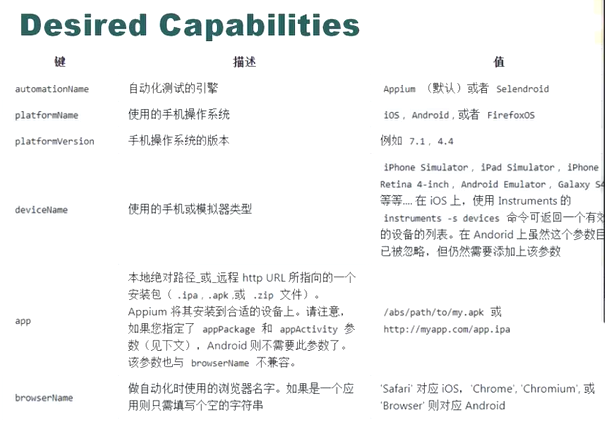 Desired Capabilities
键 描述 值
automationName 自动化测试的引擎 Appium （默认）或者 Selendroid
platformName 使用的手机操作系统 iOS , Android , 或者 FirefoxOS
platformVersion 手机操作系统的版本 例如 7.1 , 4.4
iPhone Simulator , iPad Simulator , iPhone
Retina 4-inch , Android Emulator , Galaxy S4
等等.... 在 iOS 上，使用 Instruments 的
deviceName 使用的手机或模拟器类型 instruments -s devices 命令可返回一个有效
的设备的列表。在 Andorid 上虽然这个参数目
已被忽略，但仍然需要添加上该参数
本地绝对路径_或_远程 http URL 所指向的一个
安装包（ .ipa , .apk ,或 .zip 文件）。
Appium 将其安装到合适的设备上。请注意，
app 如果您指定了 appPackage 和 appActivity 参 /abs/path/to/my.apk 或
数（见下文），Android 则不需要此参数了。 http://myapp.com/app.ipa
该参数也与 browserName 不兼容。
browserName 做自动化时使用的浏览器名字。如果是一个应 'Safari' 对应 iOS，'Chrome', 'Chromium', 或
用则只需填写个空的字符串 'Browser' 则对应 Android